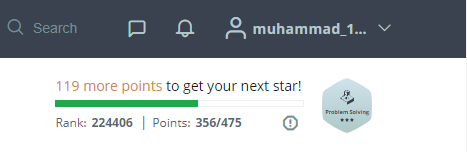 Search
muhammad_1...
119 more points to get your next star!
Rank: 224406 | Points: 356/475
Problem Solving